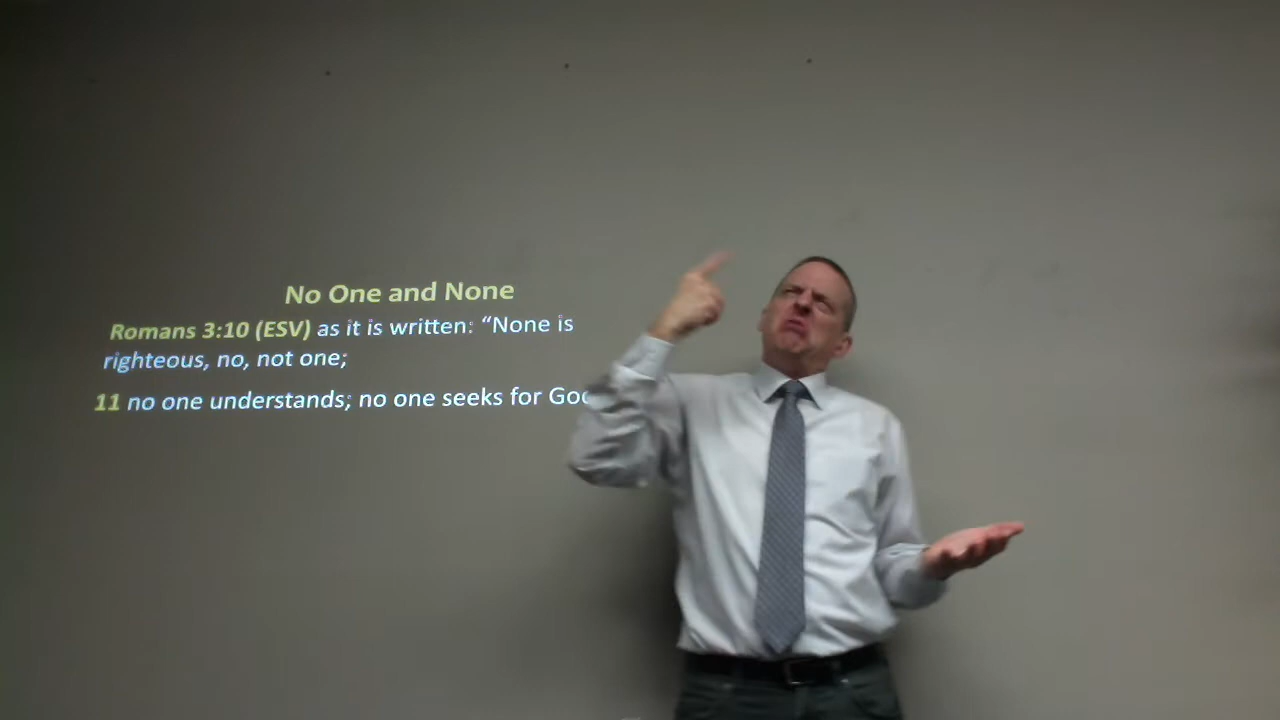 No One and None
Romans 3:10 (ESV) as it is written: “None is
righteous, no, not one;
11 no one understands; no one seeks for